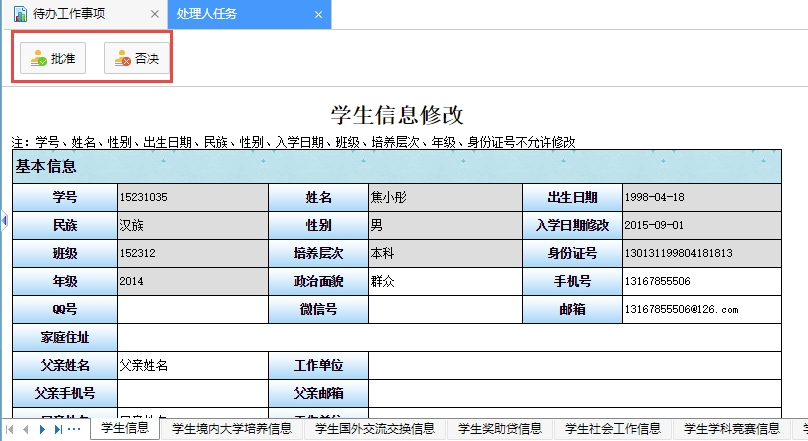 待办工作事项 处理人任务
批准 否决
学生信息修改
注：学号、姓名、性别、出生日期、民族、性别、入学日期、班级、培养层次、年级、身份证号不允许修改
基本信息
学号 15231035 姓名 焦小彤 出生日期 1998-04-18
民族 汉族 性别 男 入学日期修改 2015-09-01
班级 152312 培养层次 本科 身份证号 130131199804181813
年级 2014 政治面貌 群众 手机号 13167855506
QQ号 微信号 邮箱 13167855506@126.com
家庭住址
父亲姓名 父亲姓名 工作单位
父亲手机号 父亲邮箱
学生信息 学生境内大学培养信息 学生国外交流交换信息 学生奖助贷信息 学生社会工作信息 学生学科竞赛信息